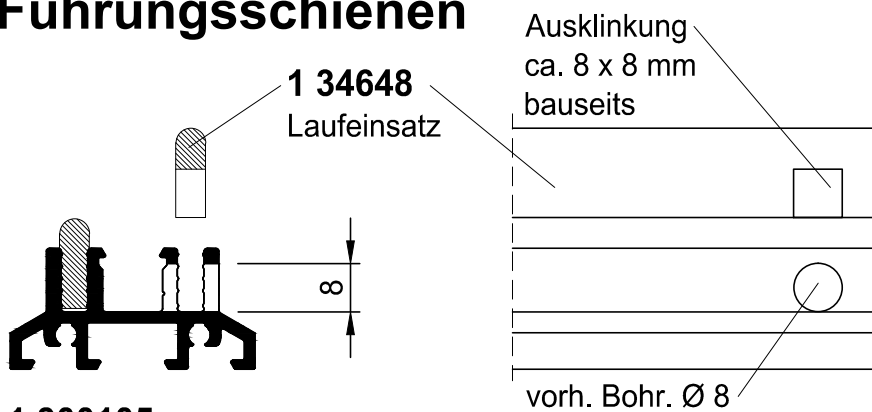 Führungsschienen
1 34648
Laufeinsatz
Ausklinkung
ca. 8 x 8 mm
bauseits
8
vorh. Bohr. Ø 8